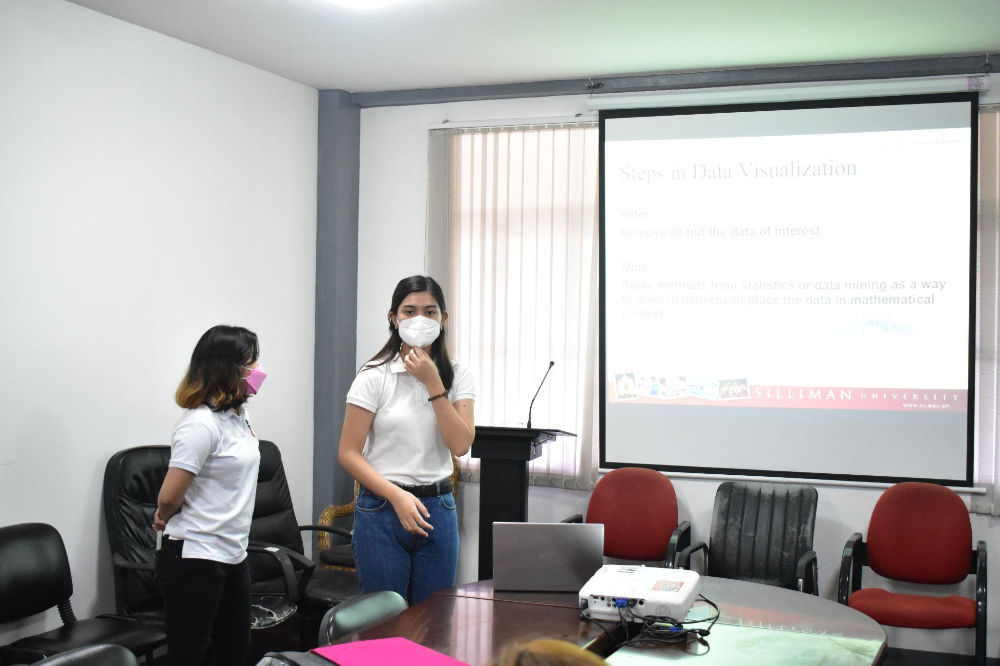 Steps in Data Visualization
Filter
Remove all but the data of interest.
Mine
Apply methods from statistics or data mining as a way
to discern patterns or place the data in mathematical
context.
SILLIMAN UNIVERSITY
www.su.edu.ph